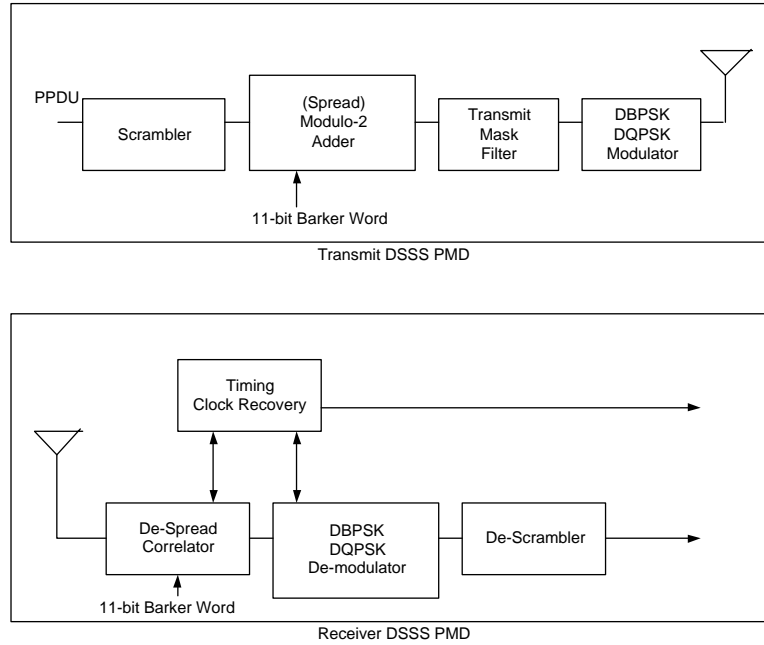 PPDU
Scrambler
(Spread)
Modulo-2
Adder
Transmit
Mask
Filter
DBPSK
DQPSK
Modulator
11-bit Barker Word
Transmit DSSS PMD
Timing
Clock Recovery
De-Spread
Correlator
DBPSK
DQPSK
De-modulator
De-Scrambler
11-bit Barker Word
Receiver DSSS PMD